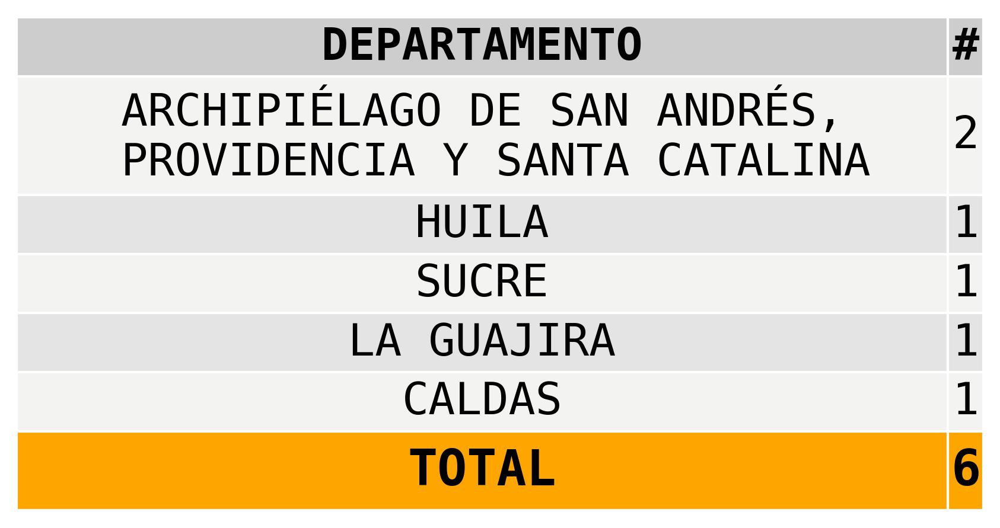 DEPARTAMENTO #
ARCHIPIÉLAGO DE SAN ANDRÉS,
PROVIDENCIA Y SANTA CATALINA 2
HUILA 1
SUCRE 1
LA GUAJIRA 1
CALDAS 1
TOTAL 6